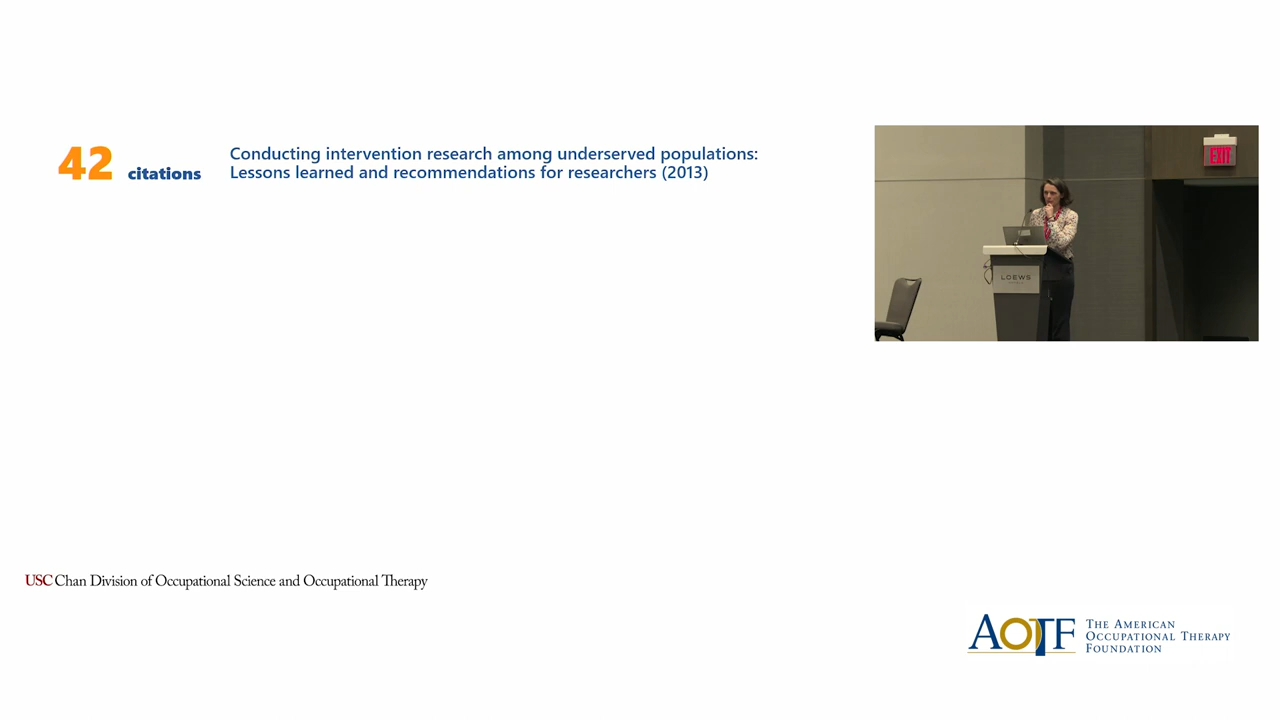 42 citations
Conducting intervention research among underserved populations:
Lessons learned and recommendations for researchers (2013)
EXIT
LOEWS
USC Chan Division of Occupational Science and Occupational Therapy
AOTF
The American
Occupational Therapy
Foundation